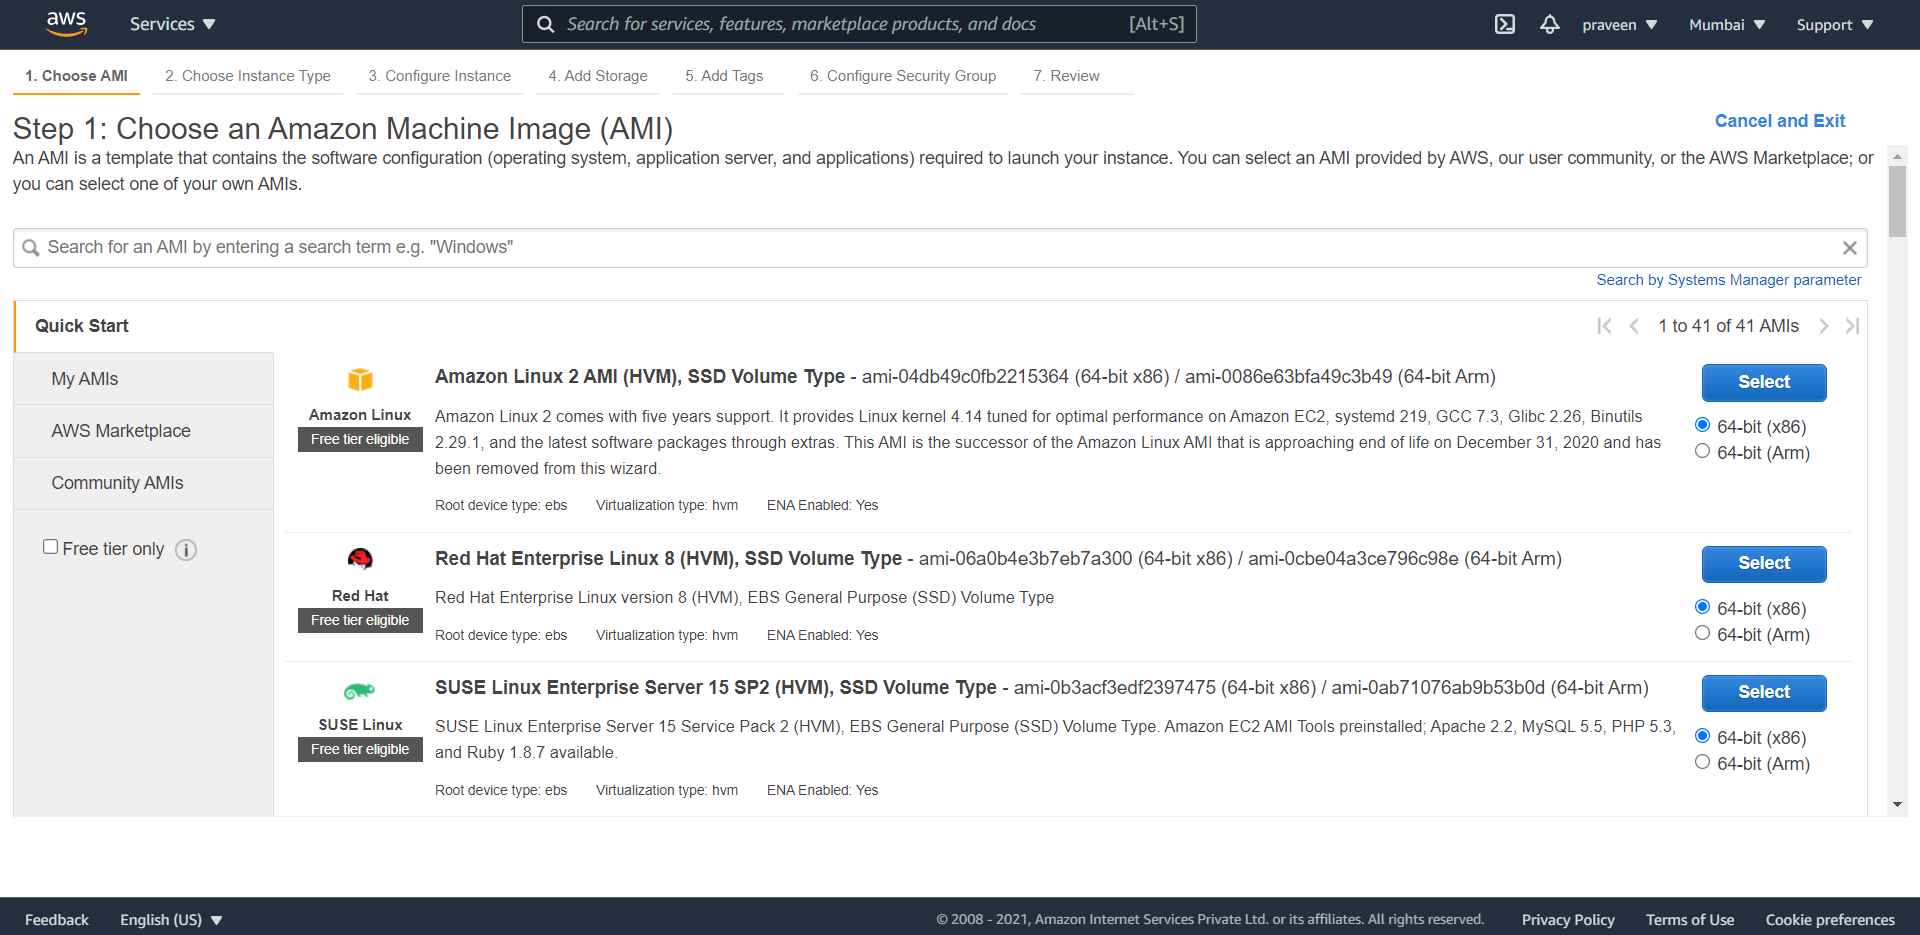 aws
Services
Search for services, features, marketplace products, and docs [Alt+S]
praveen
Mumbai
Support
1. Choose AMI
2. Choose Instance Type
3. Configure Instance
4. Add Storage
5. Add Tags
6. Configure Security Group
7. Review
Step 1: Choose an Amazon Machine Image (AMI)
Cancel and Exit
An AMI is a template that contains the software configuration (operating system, application server, and applications) required to launch your instance. You can select an AMI provided by AWS, our user community, or the AWS Marketplace; or
you can select one of your own AMIs.
Search for an AMI by entering a search term e.g. "Windows"
Search by Systems Manager parameter
Quick Start
1 to 41 of 41 AMIs
My AMIs
AWS Marketplace
Community AMIs
Free tier only
Amazon Linux
Free tier eligible
Amazon Linux 2 AMI (HVM), SSD Volume Type - ami-04db49c0fb2215364 (64-bit x86) / ami-0086e63bfa49c3b49 (64-bit Arm)
Amazon Linux 2 comes with five years support. It provides Linux kernel 4.14 tuned for optimal performance on Amazon EC2, systemd 219, GCC 7.3, Glibc 2.26, Binutils
2.29.1, and the latest software packages through extras. This AMI is the successor of the Amazon Linux AMI that is approaching end of life on December 31, 2020 and has
been removed from this wizard.
Root device type: ebs Virtualization type: hvm ENA Enabled: Yes
Select
64-bit (x86)
64-bit (Arm)
Red Hat
Free tier eligible
Red Hat Enterprise Linux 8 (HVM), SSD Volume Type - ami-06a0b4e3b7eb7a300 (64-bit x86) / ami-0cbe04a3ce796c98e (64-bit Arm)
Red Hat Enterprise Linux version 8 (HVM), EBS General Purpose (SSD) Volume Type
Root device type: ebs Virtualization type: hvm ENA Enabled: Yes
Select
64-bit (x86)
64-bit (Arm)
SUSE Linux
Free tier eligible
SUSE Linux Enterprise Server 15 SP2 (HVM), SSD Volume Type - ami-0b3acf3edf2397475 (64-bit x86) / ami-0ab71076ab9b53b0d (64-bit Arm)
SUSE Linux Enterprise Server 15 Service Pack 2 (HVM), EBS General Purpose (SSD) Volume Type. Amazon EC2 AMI Tools preinstalled; Apache 2.2, MySQL 5.5, PHP 5.3,
and Ruby 1.8.7 available.
Root device type: ebs Virtualization type: hvm ENA Enabled: Yes
Select
64-bit (x86)
64-bit (Arm)
Feedback
English (US)
© 2008 - 2021, Amazon Internet Services Private Ltd. or its affiliates. All rights reserved.
Privacy Policy
Terms of Use
Cookie preferences